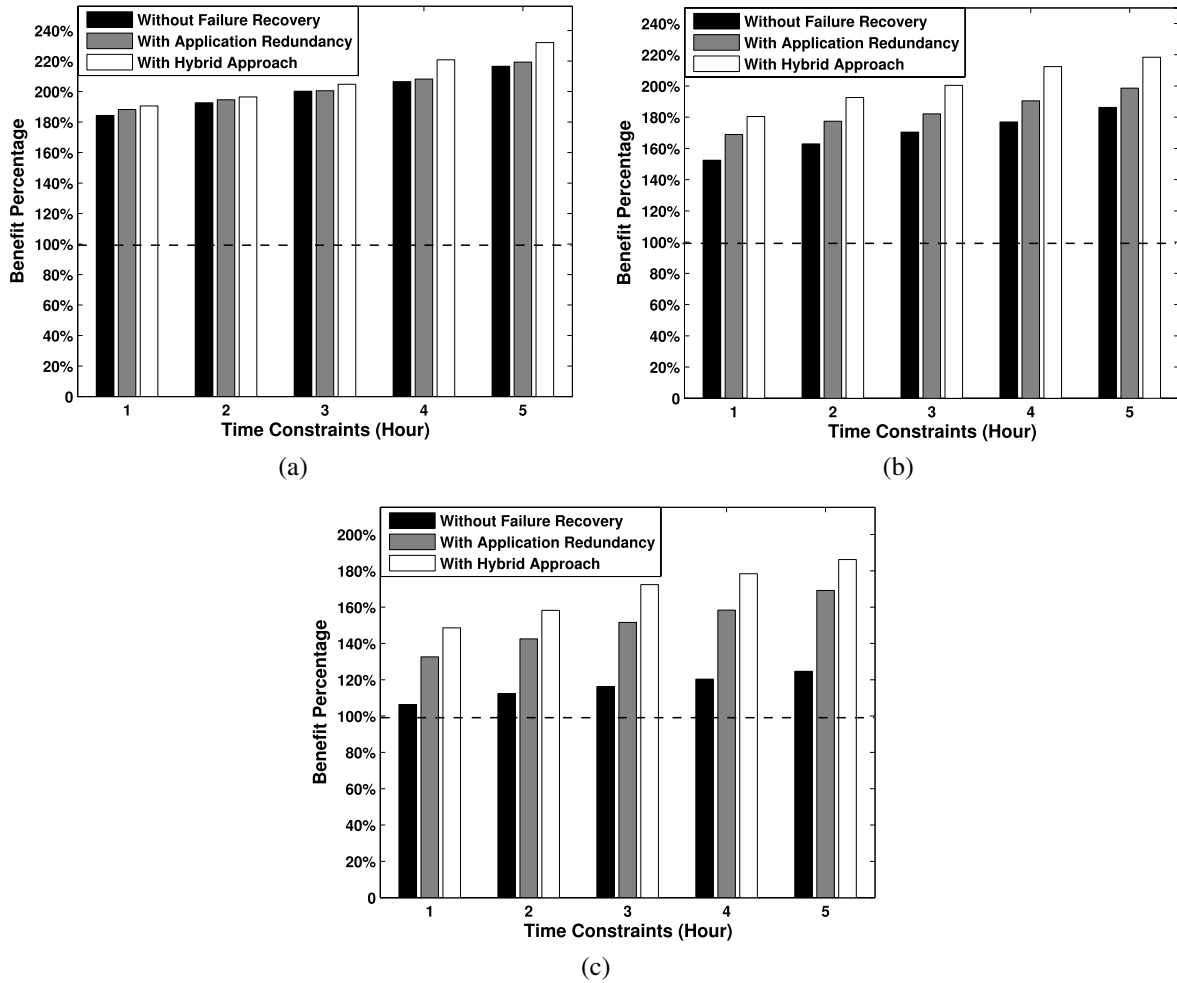 Without Failure Recovery
With Application Redundancy
With Hybrid Approach
240%
220%
200%
180%
160%
140%
120%
100%
80%
60%
40%
20%
0
Benefit Percentage
1 2 3 4 5
Time Constraints (Hour)
(a)
Without Failure Recovery
With Application Redundancy
With Hybrid Approach
240%
220%
200%
180%
160%
140%
120%
100%
80%
60%
40%
20%
0
Benefit Percentage
1 2 3 4 5
Time Constraints (Hour)
(b)
Without Failure Recovery
With Application Redundancy
With Hybrid Approach
200%
180%
160%
140%
120%
100%
80%
60%
40%
20%
0
Benefit Percentage
1 2 3 4 5
Time Constraints (Hour)
(c)